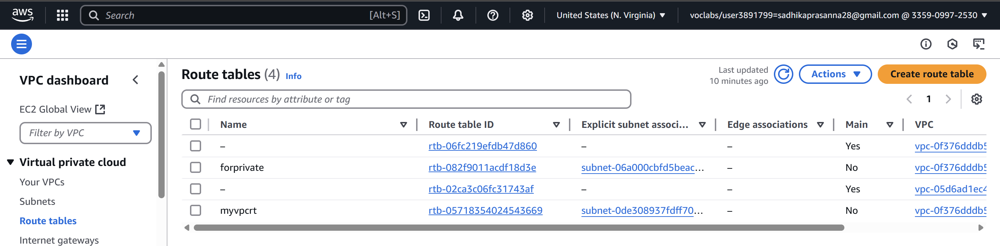 aws
Search [Alt+S] United States (N. Virginia) voclabs/user3891799=sadhikaprasanna28@gmail.com @ 3359-0997-2530
VPC dashboard
EC2 Global View
Filter by VPC
Virtual private cloud
Your VPCs
Subnets
Route tables
Internet gateways
Route tables (4) Info
Last updated
10 minutes ago
Actions
Create route table
Find resources by attribute or tag
1
Name Route table ID Explicit subnet associ... Edge associations Main VPC
– rtb-06fc219efdb47d860 – – Yes vpc-0f376dddb5
forprivate rtb-082f9011acdf18d3e subnet-06a000cbfd5beac... – No vpc-0f376dddb5
– rtb-02ca3c06fc31743af – – Yes vpc-05d6ad1ec4
myvpcrt rtb-05718354024543669 subnet-0de308937fdff70... – No vpc-0f376dddb5